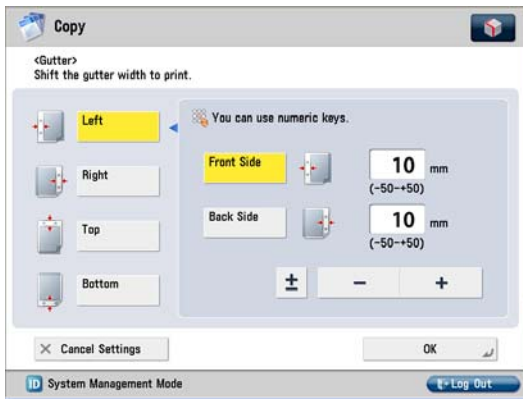 Copy
<Gutter>
Shift the gutter width to print.
Left
Right
Top
Bottom
You can use numeric keys.
Front Side
10 mm
(-50-+50)
Back Side
10 mm
(-50-+50)
± − +
× Cancel Settings
OK
ID System Management Mode
Log Out